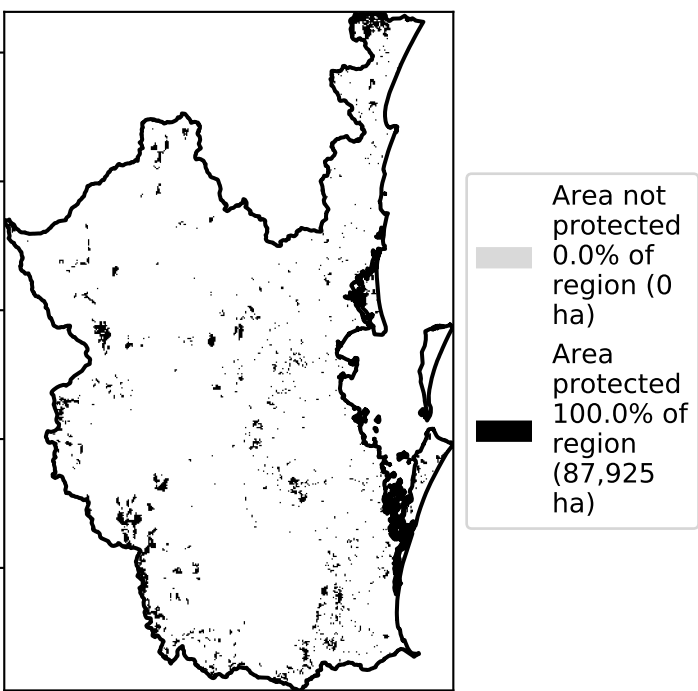 Area not
protected
0.0% of
region (0
ha)
Area
protected
100.0% of
region
(87,925
ha)